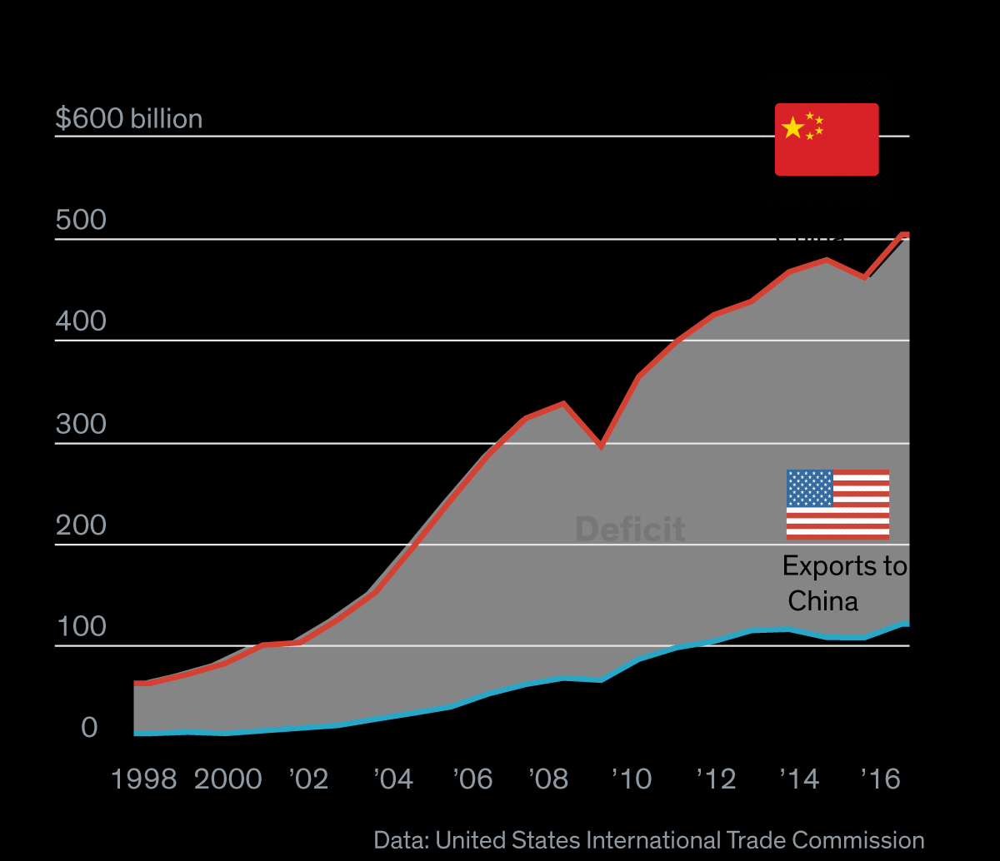 $600 billion
500
400
300
200
100
0
Deficit
Exports to
China
1998 2000 ’02 ’04 ’06 ’08 ’10 ’12 ’14 ’16
Data: United States International Trade Commission